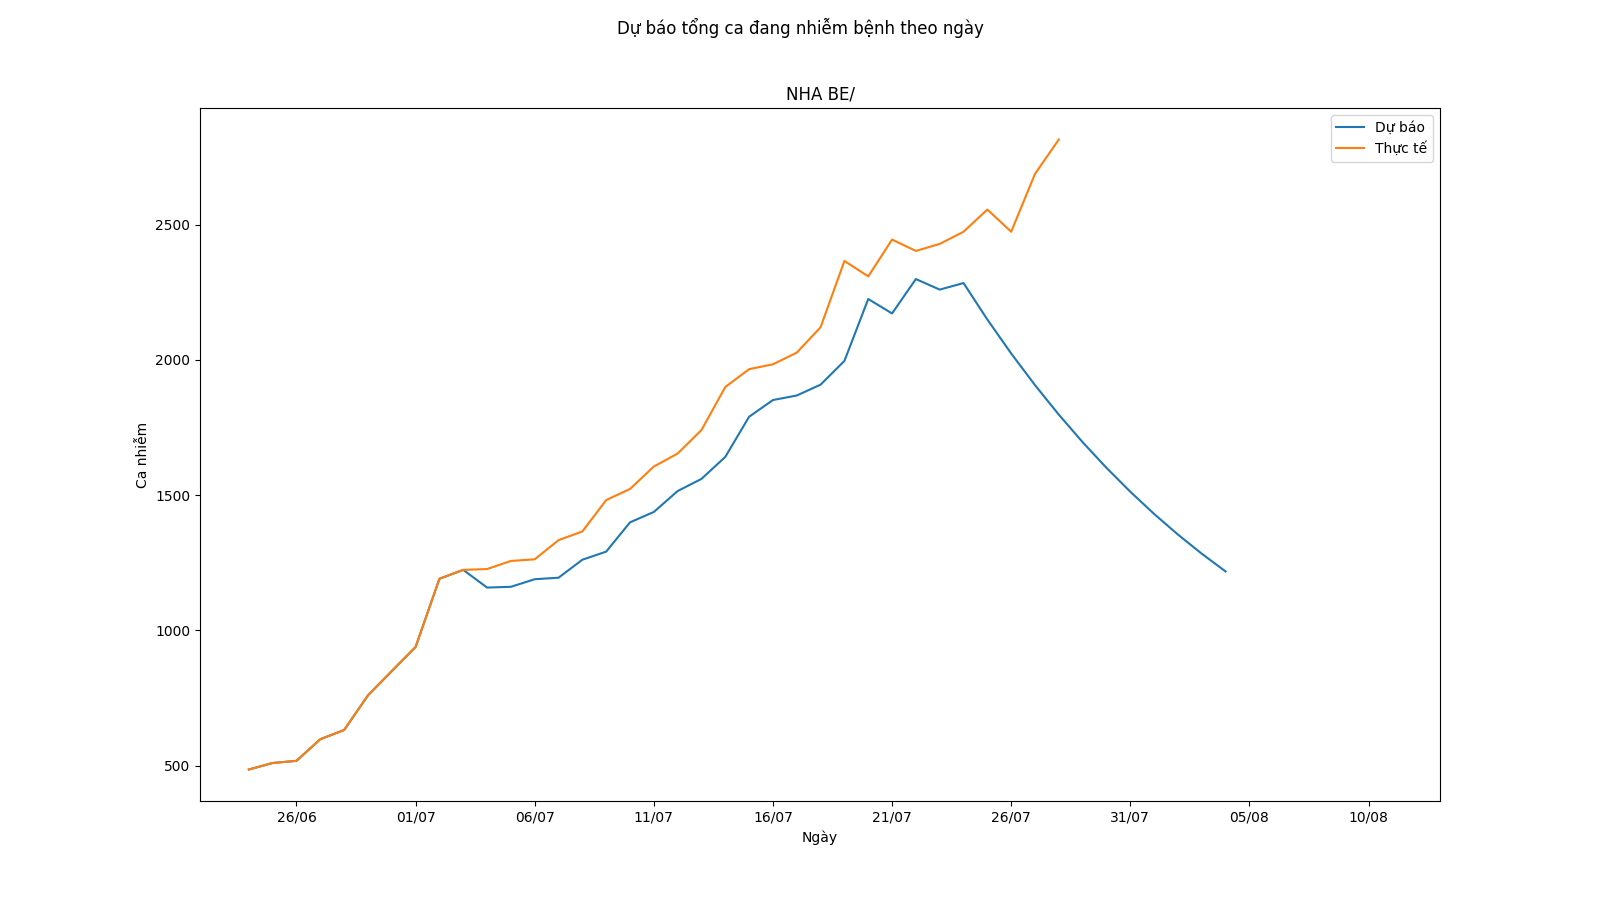 Dự báo tổng ca đang nhiễm bệnh theo ngày
NHA BE/
Dự báo
Thực tế
2500
2000
1500
1000
500
Ca nhiễm
26/06 01/07 06/07 11/07 16/07 21/07 26/07 31/07 05/08 10/08
Ngày